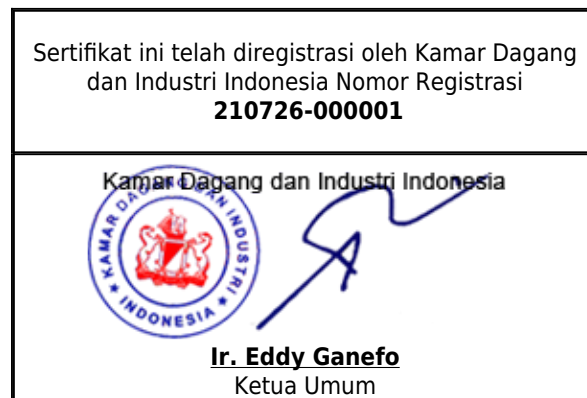 Sertifikat ini telah diregistrasi oleh Kamar Dagang
dan Industri Indonesia Nomor Registrasi
210726-000001
Kamar Dagang dan Industri Indonesia
KAMAR DAGANG DAN INDUSTRI
INDONESIA
Ir. Eddy Ganefo
Ketua Umum